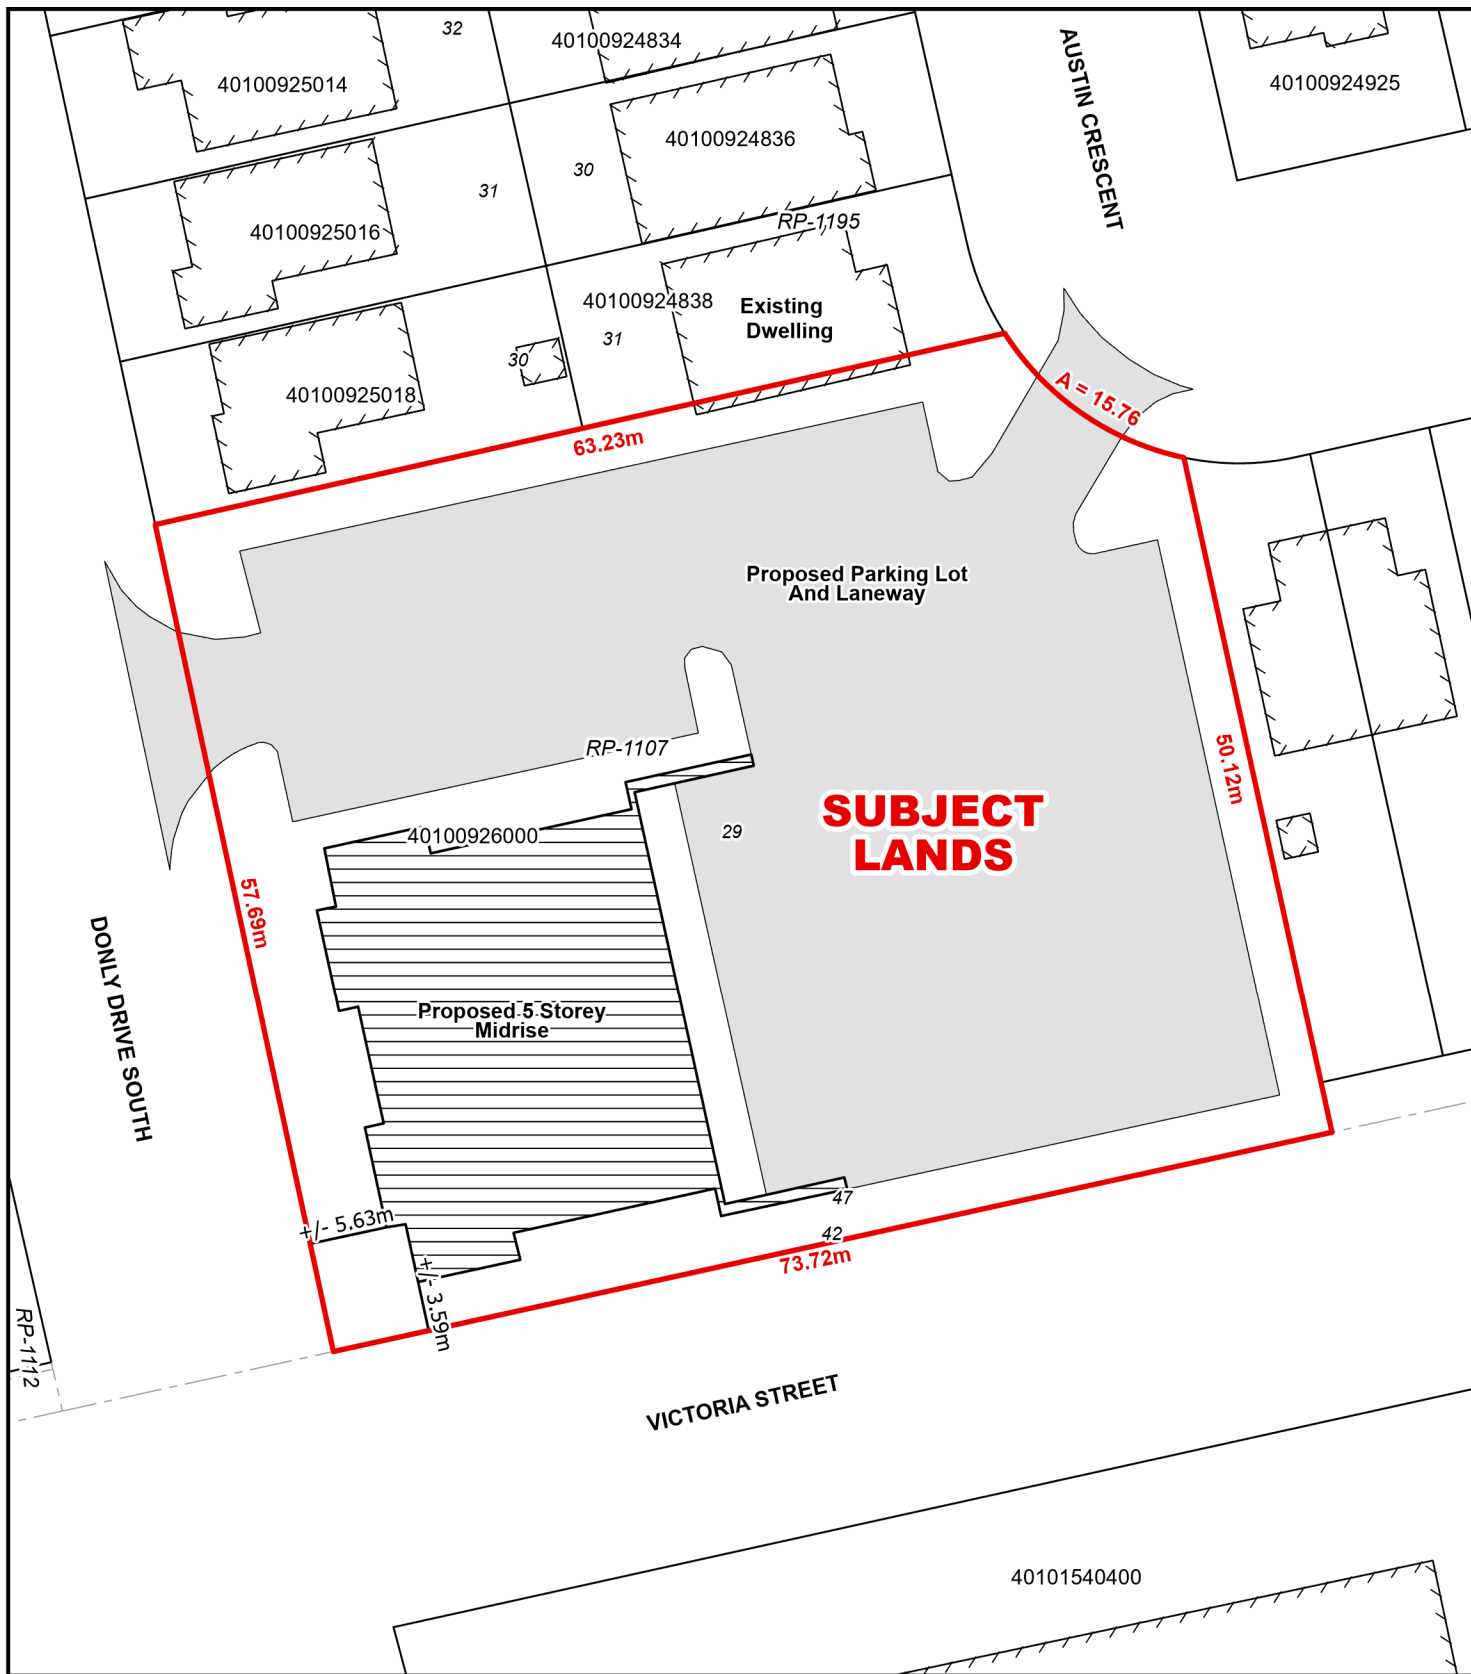 32
40100924834
40100925014
AUSTIN CRESCENT
40100924925
40100924836
30
31
RP-1195
40100925016
40100924838
Existing
Dwelling
31
30
40100925018
A = 15.76
63.23m
Proposed Parking Lot
And Laneway
RP-1107
50.12m
SUBJECT
LANDS
29
40100926000
57.69m
DONLY DRIVE SOUTH
Proposed 5 Storey
Midrise
47
+/- 5.63m
42
73.72m
+/- 3.59m
RP-1112
VICTORIA STREET
40101540400